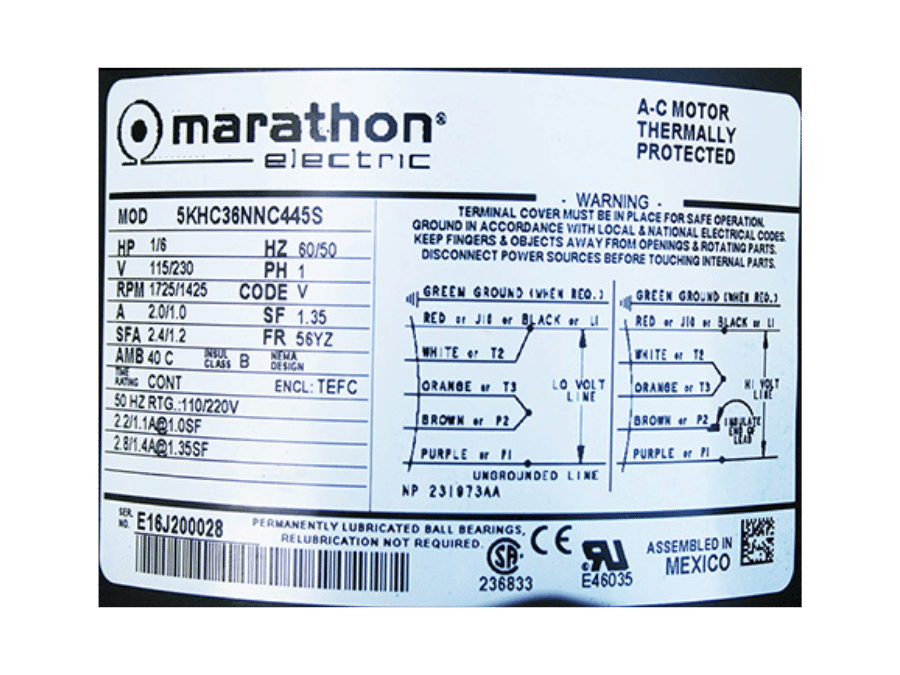 marathon®
electric
A-C MOTOR
THERMALLY
PROTECTED
- WARNING -
TERMINAL COVER MUST BE IN PLACE FOR SAFE OPERATION.
GROUND IN ACCORDANCE WITH LOCAL & NATIONAL ELECTRICAL CODES.
KEEP FINGERS & OBJECTS AWAY FROM OPENINGS & ROTATING PARTS.
DISCONNECT POWER SOURCES BEFORE TOUCHING INTERNAL PARTS.
MOD 5KHC36NNC445S
HP 1/6 HZ 60/50
V 115/230 PH 1
RPM 1725/1425 CODE V
A 2.0/1.0 SF 1.35
SFA 2.4/1.2 FR 56YZ
AMB 40 C INSUL CLASS B NEMA DESIGN
TIME RATING CONT ENCL: TEFC
50 HZ RTG.:110/220V
2.2/1.1A@1.0SF
2.8/1.4A@1.35SF
GREEN GROUND (WHEN REQ.)
RED or J10 or BLACK or L1
WHITE or T2
ORANGE or T3
BROWN or P2
PURPLE or P1
LO VOLT
LINE
UNGROUNDED LINE
NP 231973AA
GREEN GROUND (WHEN REQ.)
RED or J10 or BLACK or L1
WHITE or T2
ORANGE or T3
BROWN or P2
PURPLE or P1
HI VOLT
LINE
INSULATE
END OF
LEAD
SER. NO. E16J200028
PERMANENTLY LUBRICATED BALL BEARINGS,
RELUBRICATION NOT REQUIRED.
SA
236833
CE
RU
E46035
ASSEMBLED IN
MEXICO